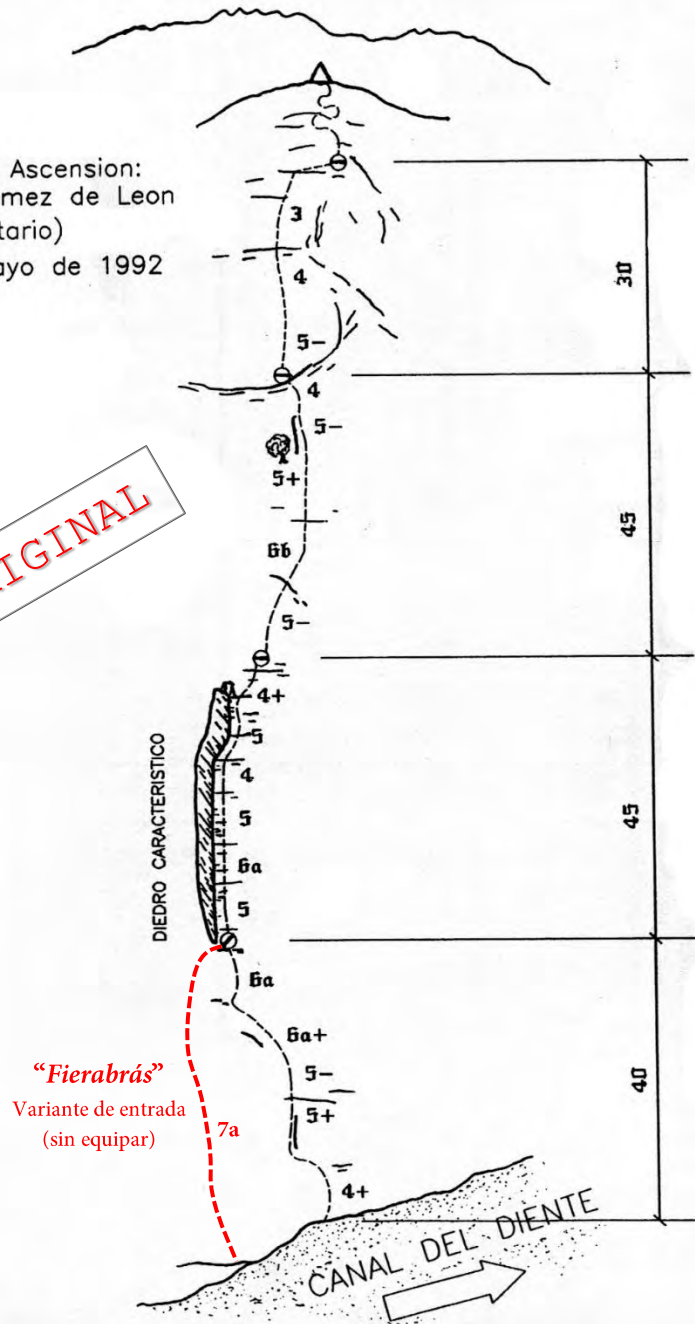 Ascension:
mez de Leon
tario)
ayo de 1992
3
4
5-
30
4
5-
5+
6b
5-
45
IGINAL
4+
5
4
5
6a
5
45
DIEDRO CARACTERISTICO
6a
6a+
5-
5+
4+
40
“Fierabrás”
Variante de entrada
(sin equipar)
7a
CANAL DEL DIENTE